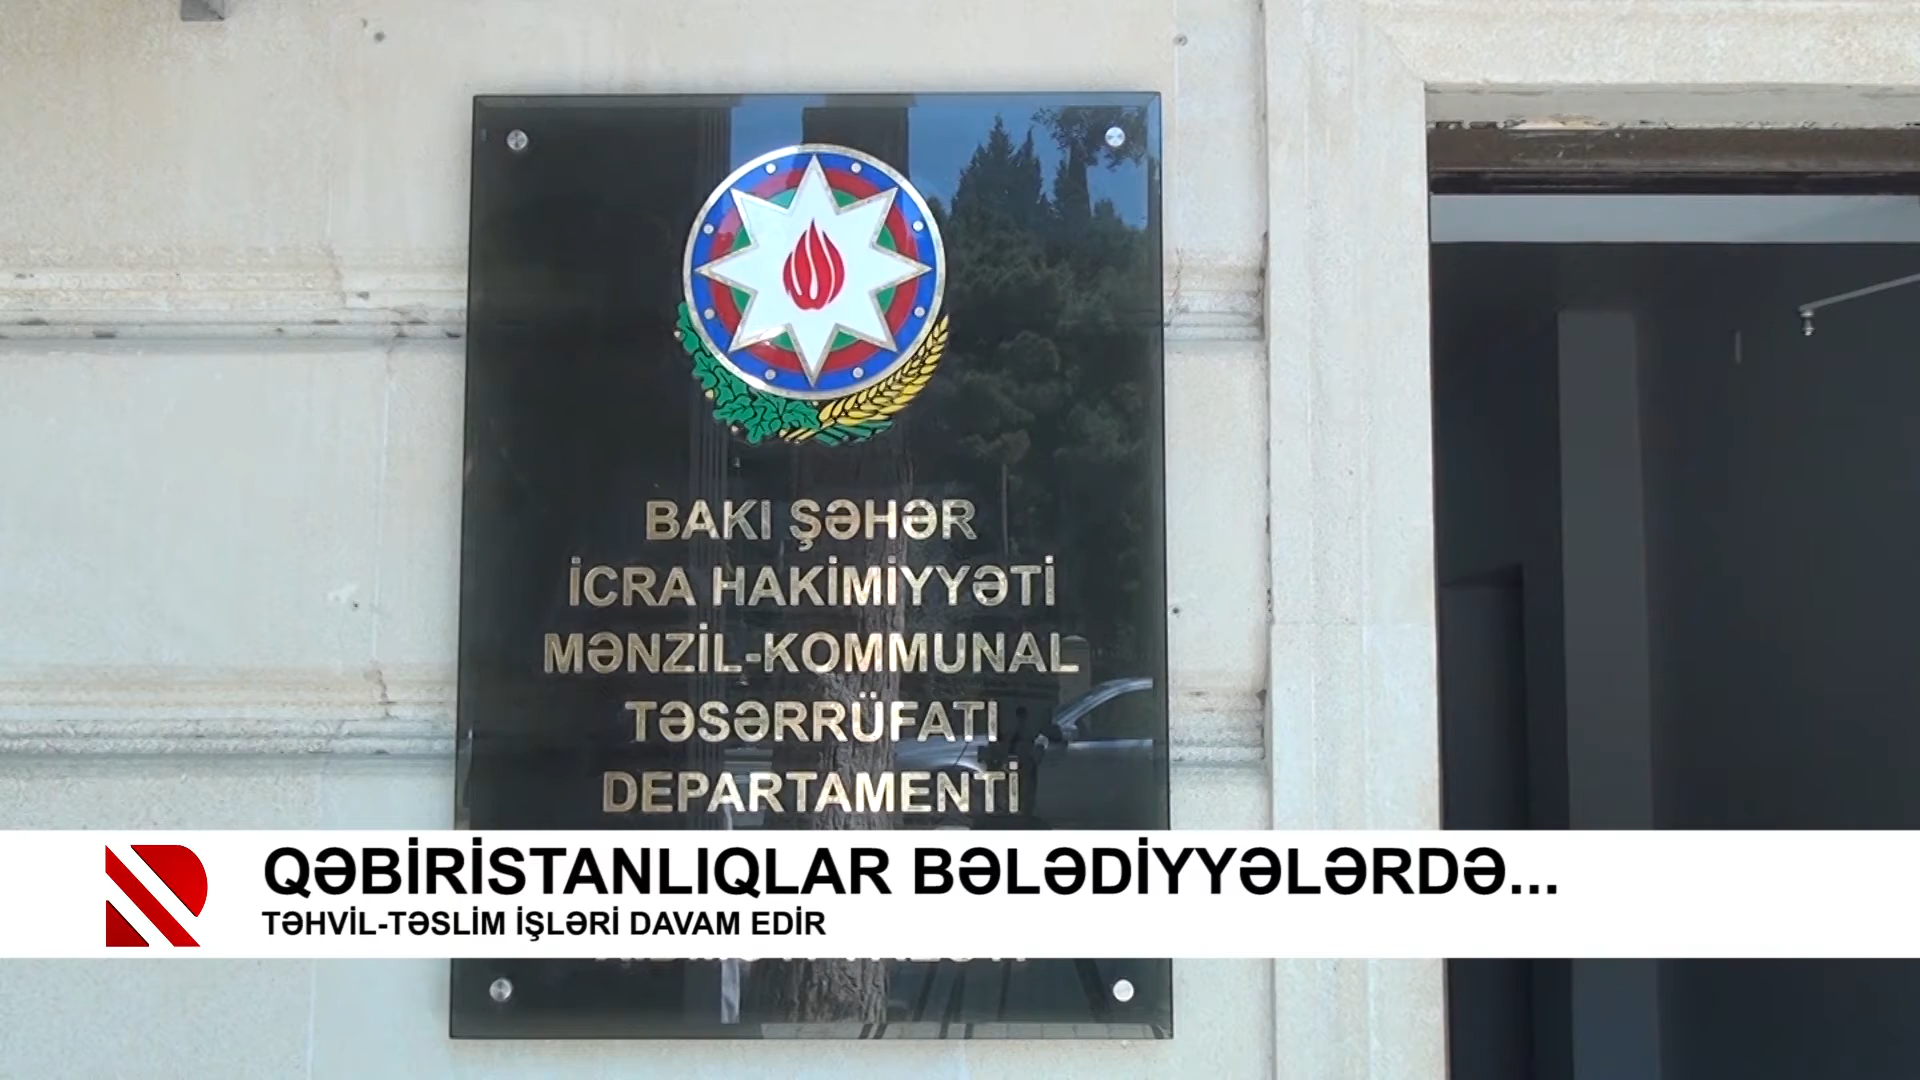 BAKI ŞƏHƏR
İCRA HAKİMİYYƏTİ
MƏNZİL-KOMMUNAL
TƏSƏRRÜFATI
DEPARTAMENTİ
QƏBİRİSTANLIQLAR BƏLƏDİYYƏLƏRDƏ...
TƏHVİL-TƏSLİM İŞLƏRİ DAVAM EDİR